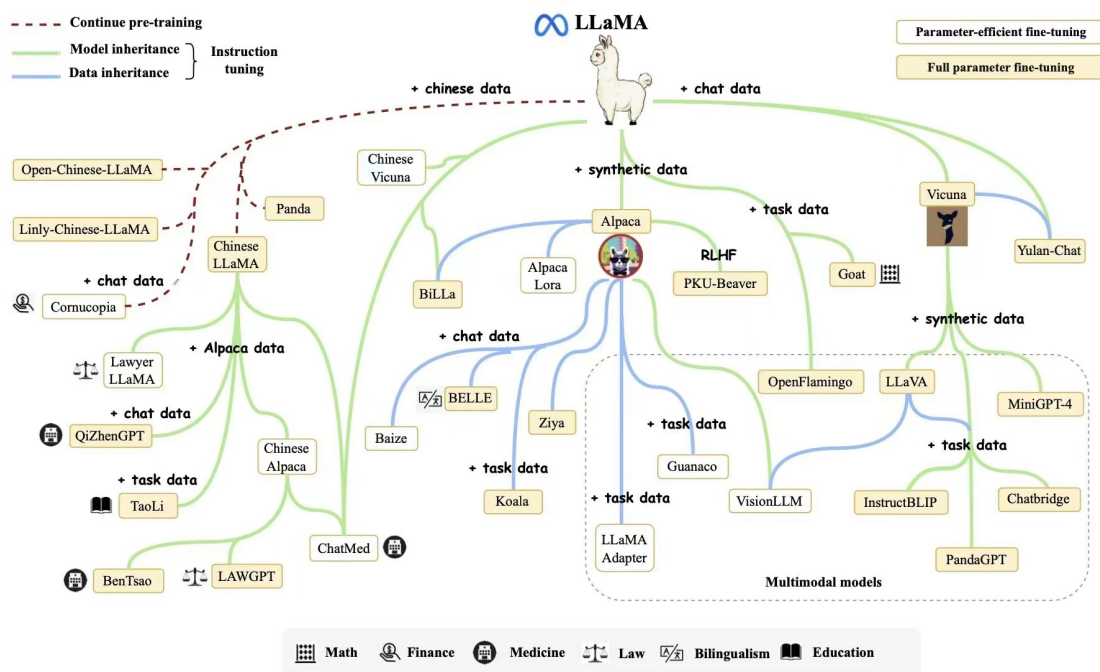 Continue pre-training
Model inheritance
Data inheritance
Instruction
tuning
LLaMA
Parameter-efficient fine-tuning
Full parameter fine-tuning
+ chinese data
+ chat data
Open-Chinese-LLaMA
Linly-Chinese-LLaMA
Panda
Chinese
LLaMA
Chinese
Vicuna
+ synthetic data
Alpaca
+ task data
Vicuna
Yulan-Chat
+ chat data
Cornucopia
BiLLa
Alpaca
Lora
RLHF
PKU-Beaver
Goat
Lawyer
LLaMA
+ Alpaca data
+ chat data
+ synthetic data
+ chat data
QiZhenGPT
Baize
BELLE
Ziya
OpenFlamingo
LLaVA
MiniGPT-4
+ task data
TaoLi
Chinese
Alpaca
+ task data
Koala
+ task data
Guanaco
+ task data
+ task data
VisionLLM
InstructBLIP
Chatbridge
ChatMed
LLaMA
Adapter
PandaGPT
BenTsao
LAWGPT
Multimodal models
Math
Finance
Medicine
Law
Bilingualism
Education